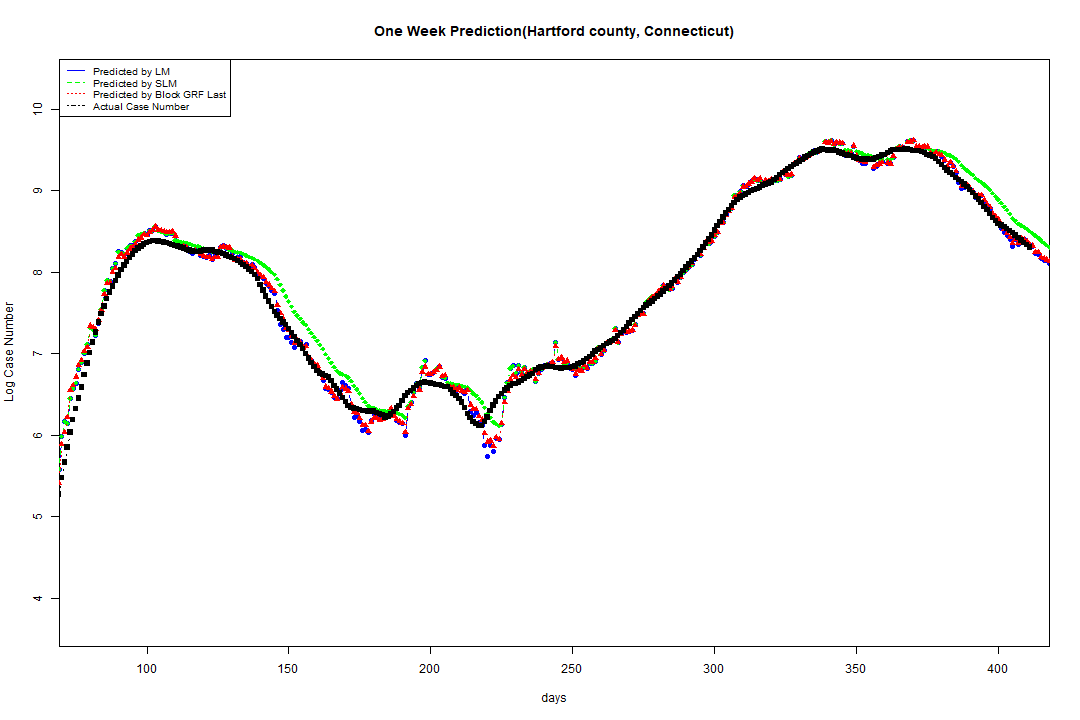 One Week Prediction(Hartford county, Connecticut)
Predicted by LM
Predicted by SLM
Predicted by Block GRF Last
Actual Case Number
10
9
8
7
6
5
4
Log Case Number
100 150 200 250 300 350 400
days